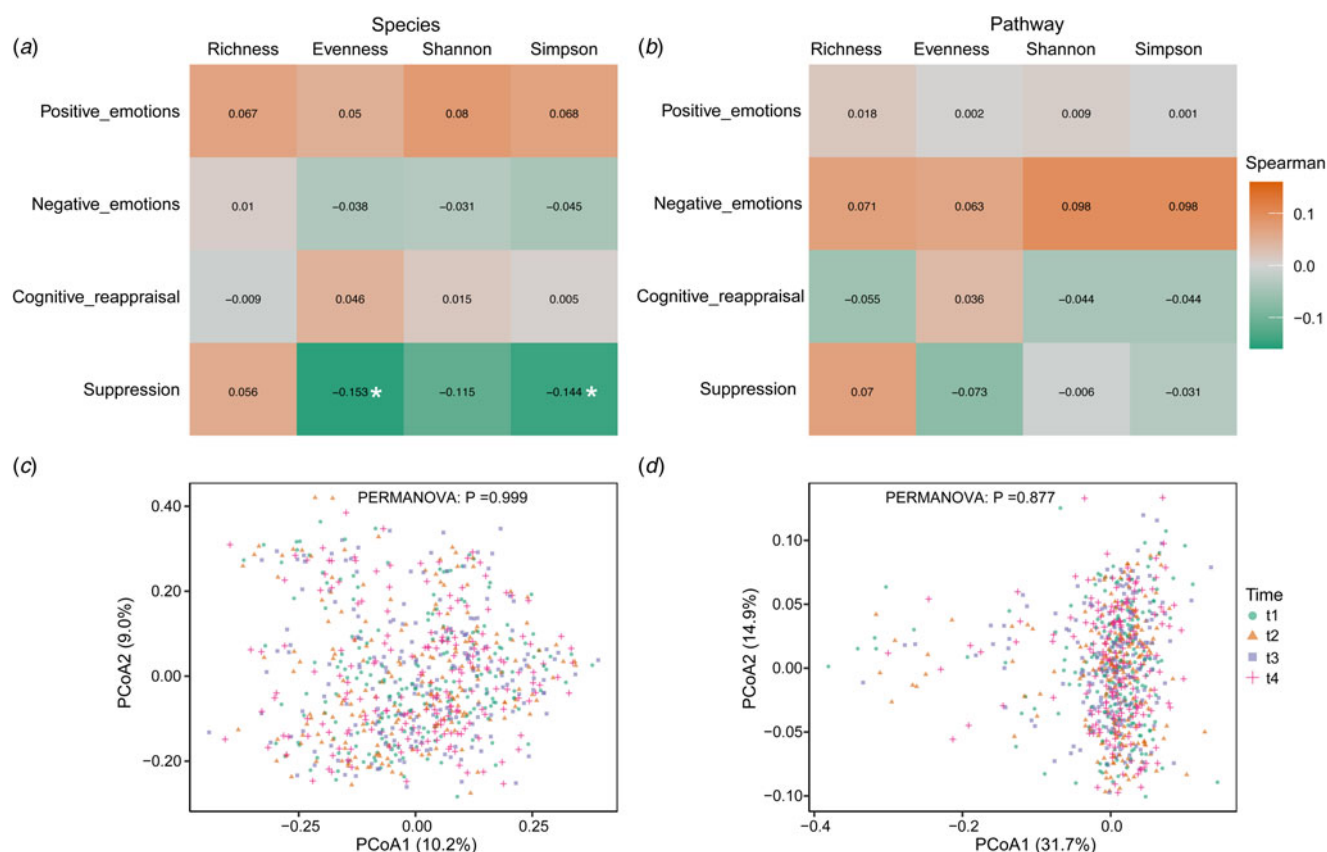 Species
(a)
Richness Evenness Shannon Simpson
Positive_emotions 0.067 0.05 0.08 0.068
Negative_emotions 0.01 −0.038 −0.031 −0.045
Cognitive_reappraisal −0.009 0.046 0.015 0.005
Suppression 0.056 −0.153* −0.115 −0.144*
Pathway
(b)
Richness Evenness Shannon Simpson
Positive_emotions 0.018 0.002 0.009 0.001
Negative_emotions 0.071 0.063 0.098 0.098
Cognitive_reappraisal −0.055 0.036 −0.044 −0.044
Suppression 0.07 −0.073 −0.006 −0.031
Spearman
0.1
0.0
−0.1
(c)
PERMANOVA: P =0.999
PCoA2 (9.0%)
0.40
0.20
0.00
−0.20
−0.25 0.00 0.25
PCoA1 (10.2%)
(d)
PERMANOVA: P =0.877
PCoA2 (14.9%)
0.10
0.05
0.00
−0.05
−0.10
−0.4 −0.2 0.0
PCoA1 (31.7%)
Time
t1
t2
t3
t4